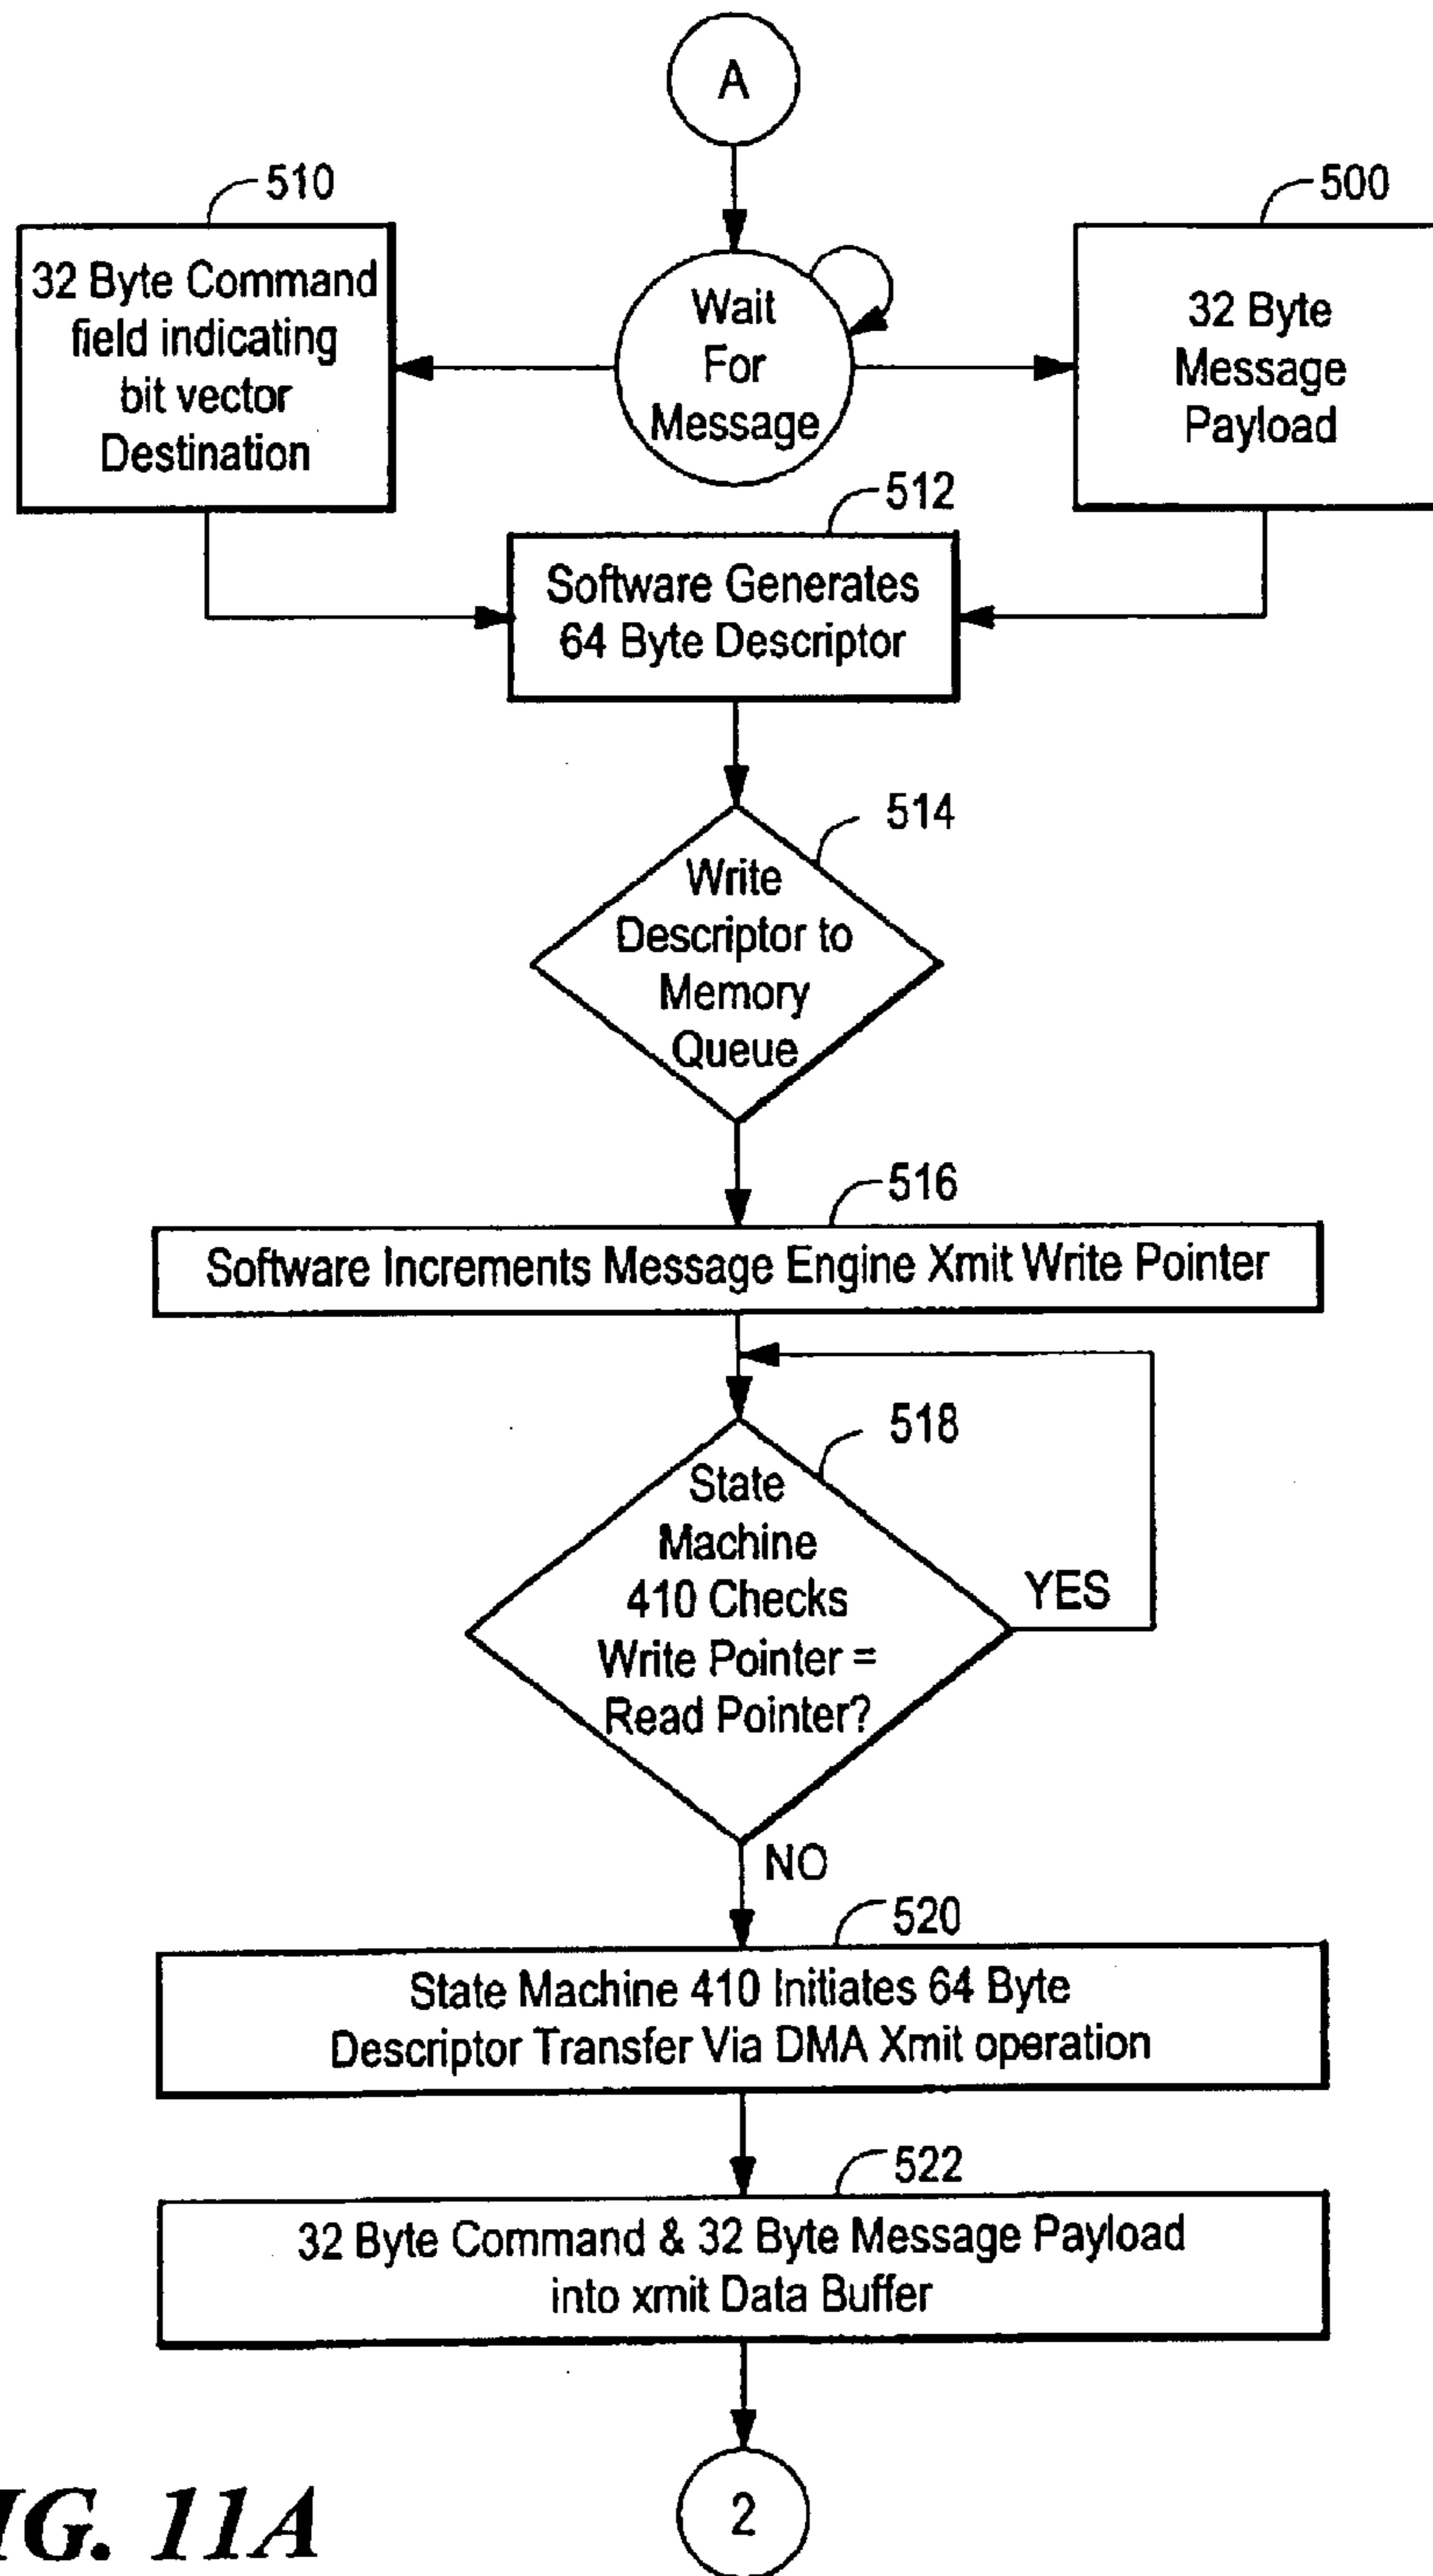 A
510
500
32 Byte Command
field indicating
bit vector
Destination
Wait
For
Message
32 Byte
Message
Payload
512
Software Generates
64 Byte Descriptor
514
Write
Descriptor to
Memory
Queue
516
Software Increments Message Engine Xmit Write Pointer
518
State
Machine
410 Checks
Write Pointer =
Read Pointer?
YES
NO
520
State Machine 410 Initiates 64 Byte
Descriptor Transfer Via DMA Xmit operation
522
32 Byte Command & 32 Byte Message Payload
into xmit Data Buffer
2
IG. 11A